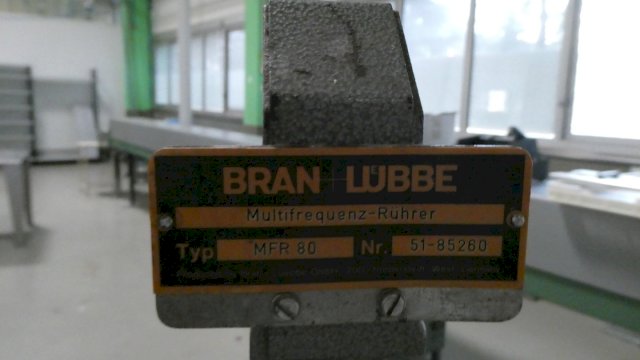 BRAN+LÜBBE
Multifrequenz-Rührer
Typ MFR 80 Nr. 51-85260